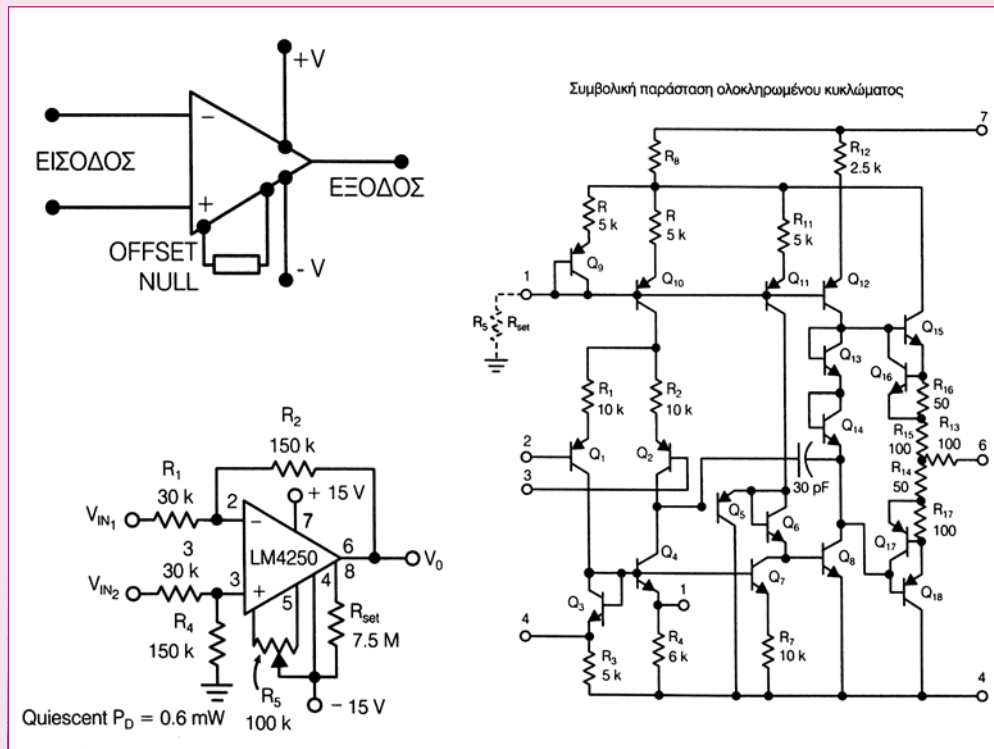 +V
ΕΙΣΟΔΟΣ
−
+
ΕΞΟΔΟΣ
OFFSET
NULL
- V
R2
150 k
R1
30 k
VIN1
2
−
+ 15 V
7
LM4250
6
V0
3
30 k
VIN2
3
+
4
8
5
Rset
7.5 M
R4
150 k
R5
100 k
− 15 V
Quiescent PD = 0.6 mW
Συμβολική παράσταση ολοκληρωμένου κυκλώματος
7
R8
R12
2.5 k
R
5 k
R
5 k
R11
5 k
Q9
1
Q10
Q11
Q12
R5
Rset
Q15
Q13
Q16
R16
50
R1
10 k
R2
10 k
Q14
R15
100
R13
100
6
2
Q1
Q2
3
30 pF
R14
50
Q5
Q6
R17
100
Q17
Q4
Q7
Q8
Q3
Q18
1
4
R3
5 k
R4
6 k
R7
10 k
4